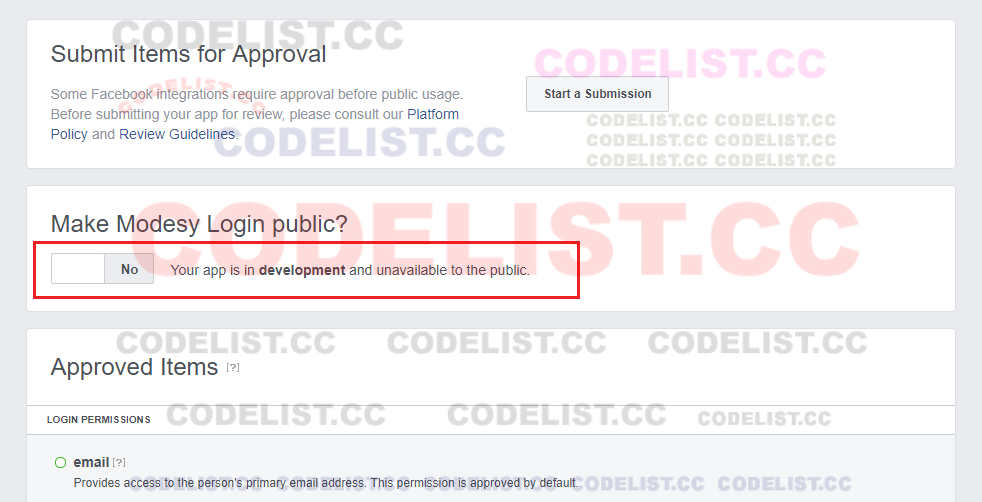 CODELIST.CC
Submit Items for Approval
CODELIST.CC
Some Facebook integrations require approval before public usage.
CODELIST.CC
Start a Submission
Before submitting your app for review, please consult our Platform
Policy and Review Guidelines.
CODELIST.CC
CODELIST.CC CODELIST.CC
CODELIST.CC CODELIST.CC
CODELIST.CC CODELIST.CC
Make Modesy Login public?
CODELIST.CC
No Your app is in development and unavailable to the public.
CODELIST.CC CODELIST.CC CODELIST.CC
Approved Items [?]
LOGIN PERMISSIONS
CODELIST.CC CODELIST.CC CODELIST.CC
email [?]
Provides access to the person's primary email address. This permission is approved by default.
CODELIST.CC CODELIST.CC CODELIST.CC CODELIST.CC CODELIST.CC